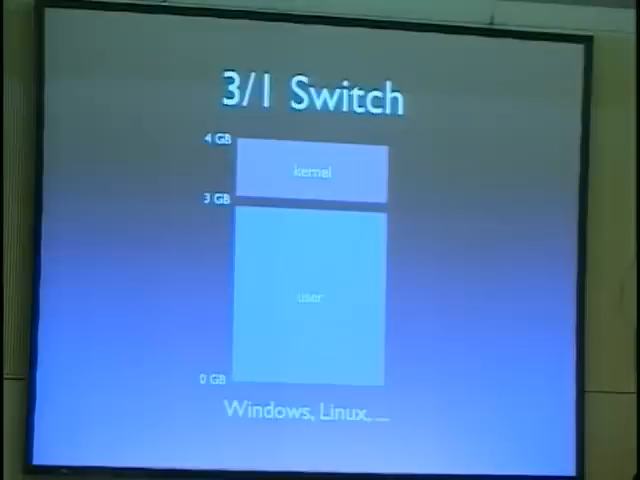 3/1 Switch
4 GB
kernel
3 GB
user
0 GB
Windows, Linux, ...